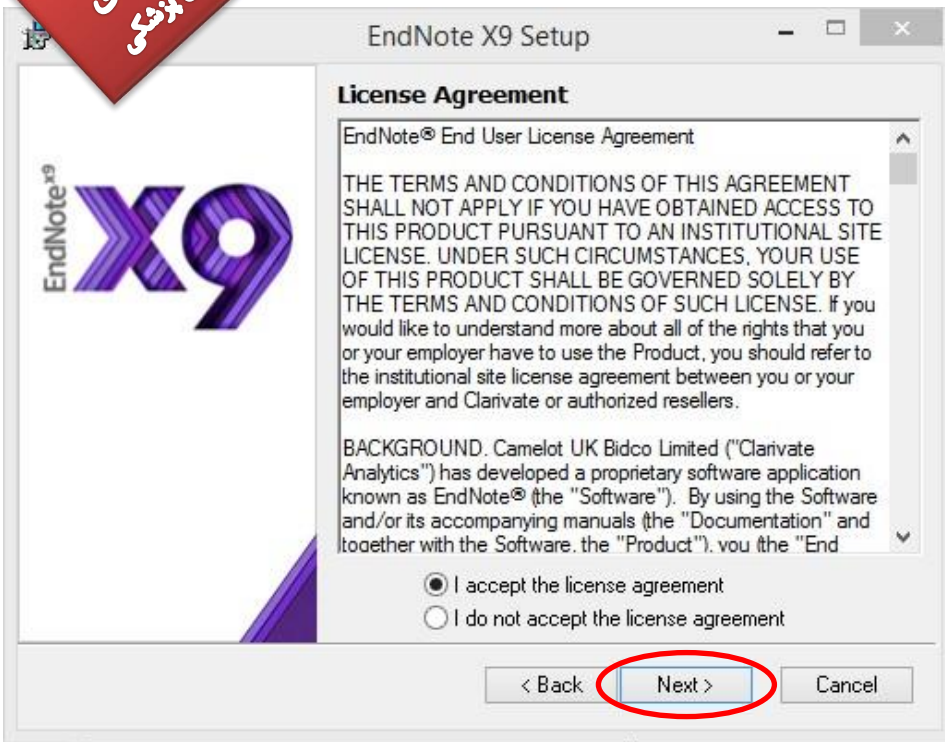 EndNote X9 Setup
License Agreement
EndNote® End User License Agreement
THE TERMS AND CONDITIONS OF THIS AGREEMENT
SHALL NOT APPLY IF YOU HAVE OBTAINED ACCESS TO
THIS PRODUCT PURSUANT TO AN INSTITUTIONAL SITE
LICENSE. UNDER SUCH CIRCUMSTANCES, YOUR USE
OF THIS PRODUCT SHALL BE GOVERNED SOLELY BY
THE TERMS AND CONDITIONS OF SUCH LICENSE. If you
would like to understand more about all of the rights that you
or your employer have to use the Product, you should refer to
the institutional site license agreement between you or your
employer and Clarivate or authorized resellers.
BACKGROUND. Camelot UK Bidco Limited ("Clarivate
Analytics") has developed a proprietary software application
known as EndNote® (the "Software"). By using the Software
and/or its accompanying manuals (the "Documentation" and
together with the Software, the "Product"), you (the "End
EndNote x9
X9
I accept the license agreement
I do not accept the license agreement
< Back
Next >
Cancel